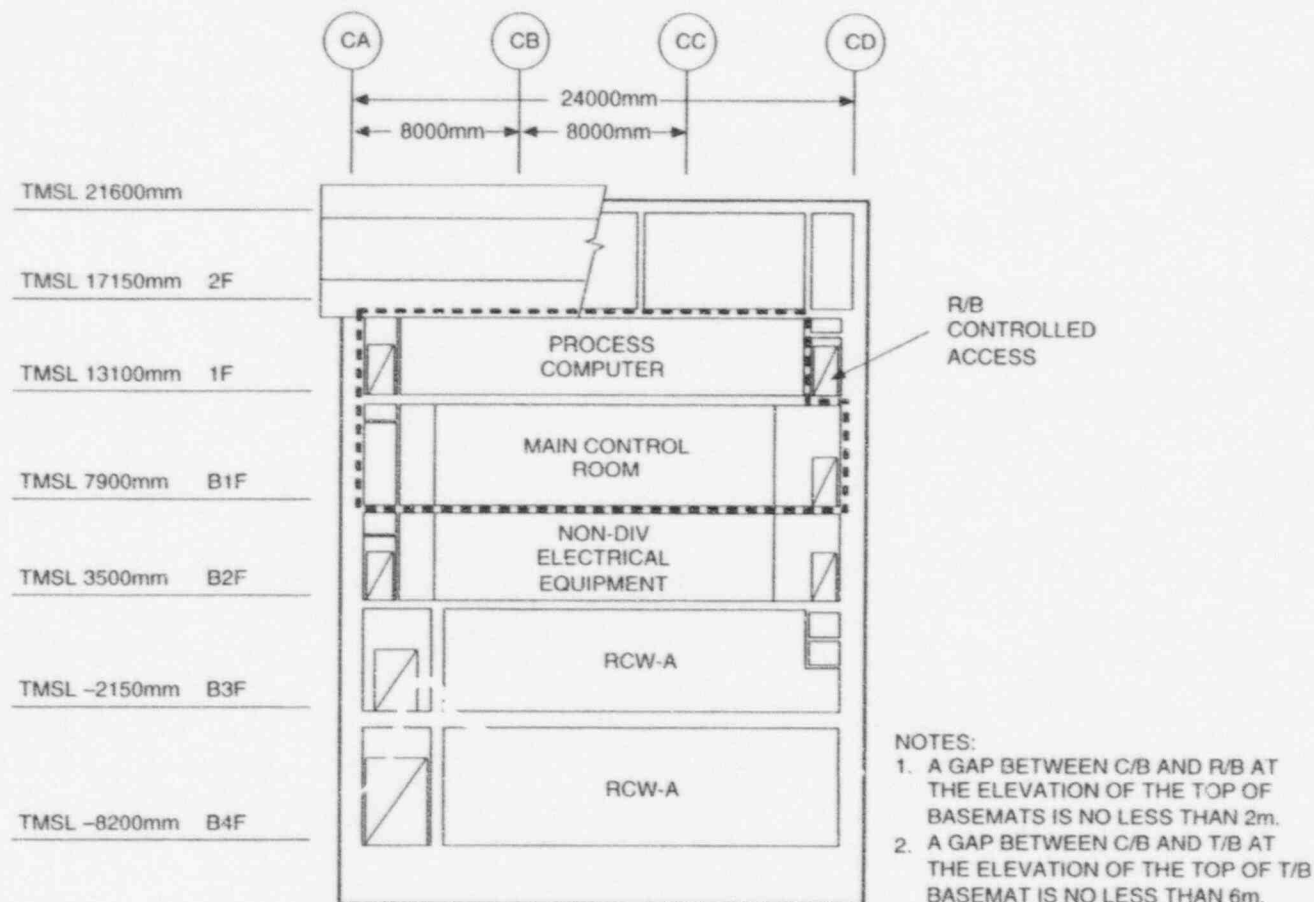 CA CB CC CD
24000mm
8000mm 8000mm
TMSL 21600mm
TMSL 17150mm 2F
R/B
CONTROLLED
ACCESS
PROCESS
COMPUTER
TMSL 13100mm 1F
MAIN CONTROL
ROOM
TMSL 7900mm B1F
NON-DIV
ELECTRICAL
EQUIPMENT
TMSL 3500mm B2F
RCW-A
TMSL –2150mm B3F
RCW-A
TMSL –8200mm B4F
NOTES:
1. A GAP BETWEEN C/B AND R/B AT
THE ELEVATION OF THE TOP OF
BASEMATS IS NO LESS THAN 2m.
2. A GAP BETWEEN C/B AND T/B AT
THE ELEVATION OF THE TOP OF T/B
BASEMAT IS NO LESS THAN 6m.